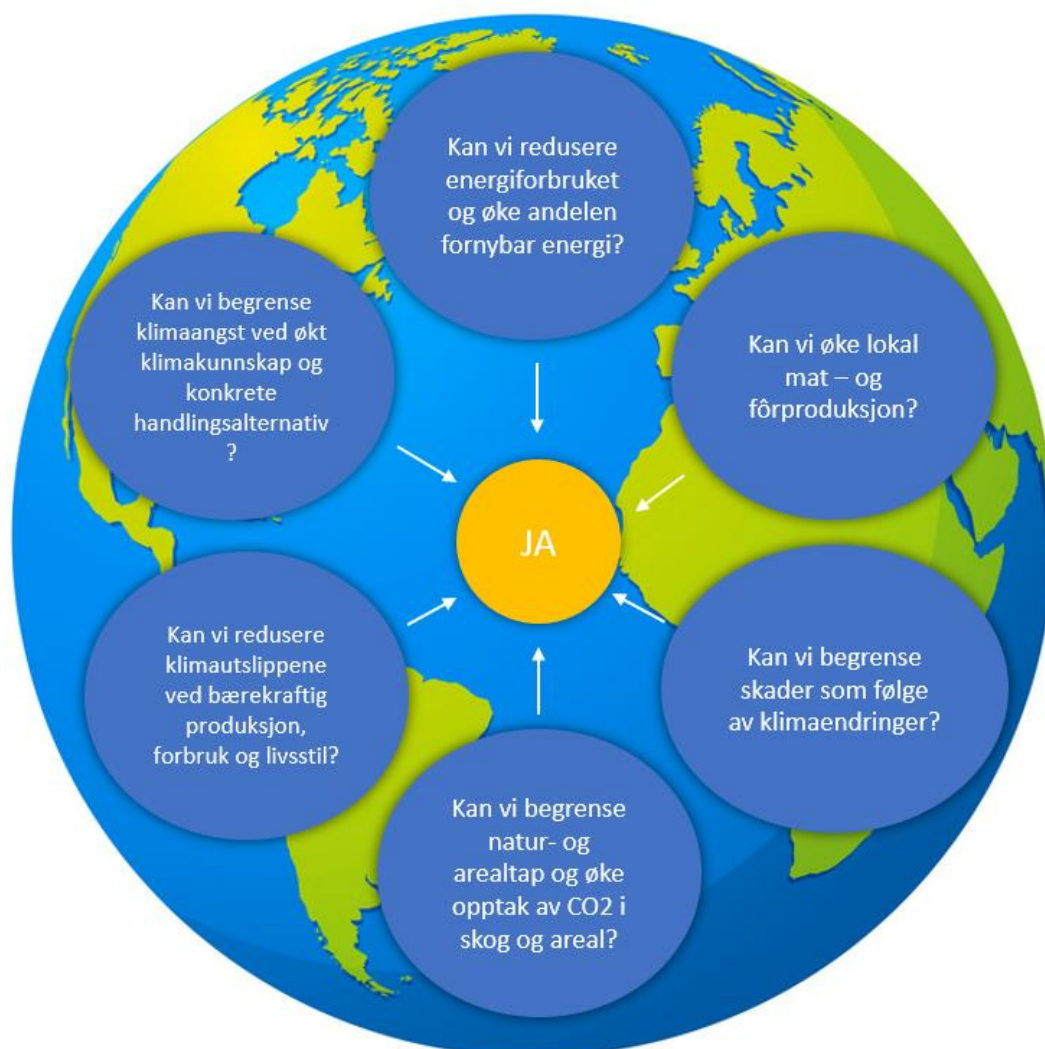 Kan vi redusere
energiforbruket
og øke andelen
fornybar energi?
Kan vi begrense
klimaangst ved økt
klimakunnskap og
konkrete
handlingsalternativ
?
Kan vi øke lokal
mat – og
fôrproduksjon?
JA
Kan vi redusere
klimautslippene
ved bærekraftig
produksjon,
forbruk og livsstil?
Kan vi begrense
skader som følge
av klimaendringer?
Kan vi begrense
natur- og
arealtap og øke
opptak av CO2 i
skog og areal?